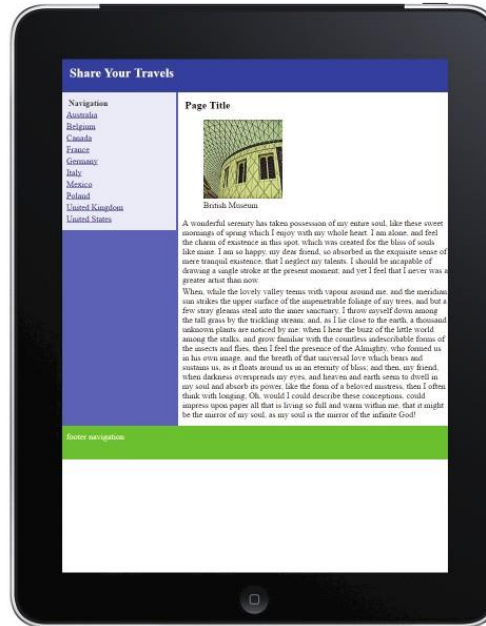 Share Your Travels
Navigation
Australia
Belgium
Canada
France
Germany
Italy
Mexico
Poland
United Kingdom
United States
Page Title
British Museum
A wonderful serenity has taken possession of my entire soul, like these sweet
mornings of spring which I enjoy with my whole heart. I am alone, and feel
the charm of existence in this spot, which was created for the bliss of souls
like mine. I am so happy, my dear friend, so absorbed in the exquisite sense of
mere tranquil existence, that I neglect my talents. I should be incapable of
drawing a single stroke at the present moment; and yet I feel that I never was a
greater artist than now.
When, while the lovely valley teems with vapour around me, and the meridian
sun strikes the upper surface of the impenetrable foliage of my trees, and but a
few stray gleams steal into the inner sanctuary, I throw myself down among
the tall grass by the trickling stream; and, as I lie close to the earth, a thousand
unknown plants are noticed by me: when I hear the buzz of the little world
among the stalks, and grow familiar with the countless indescribable forms of
the insects and flies, then I feel the presence of the Almighty, who formed us
in his own image, and the breath of that universal love which bears and
sustains us, as it floats around us in an eternity of bliss; and then, my friend,
when darkness overspreads my eyes, and heaven and earth seem to dwell in
my soul and absorb its power, like the form of a beloved mistress, then I often
think with longing, Oh, would I could describe these conceptions, could
impress upon paper all that is living so full and warm within me, that it might
be the mirror of my soul, as my soul is the mirror of the infinite God!
footer navigation